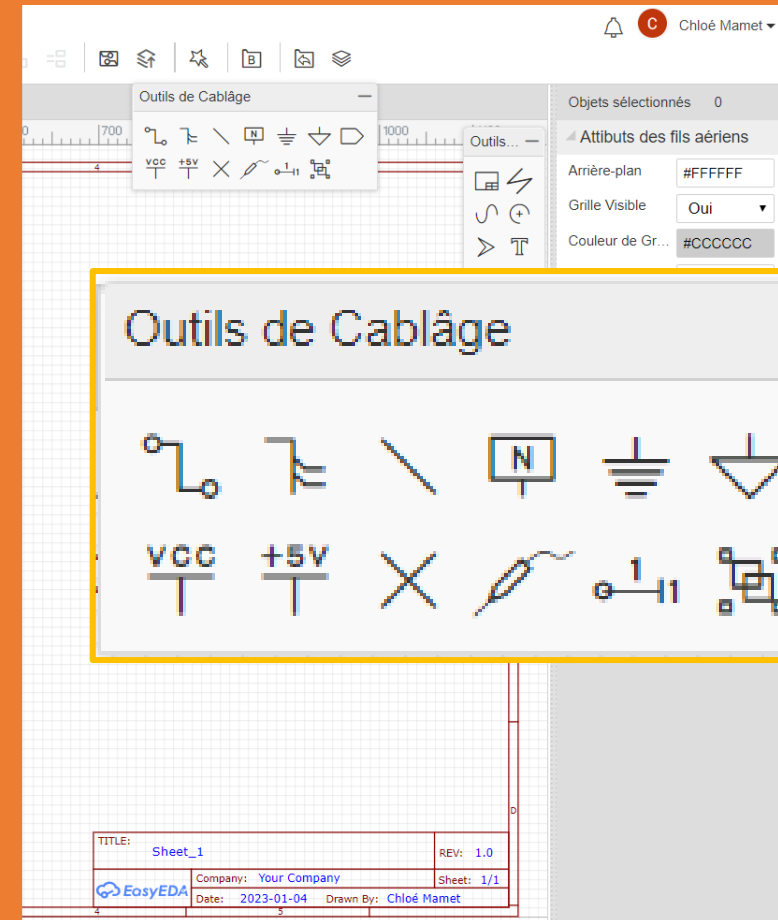 C Chloé Mamet
B
Outils de Cablâge
Objets sélectionnés 0
700
1000
Outils...
Attibuts des fils aériens
N
VCC +5V 1 1
4
Arrière-plan #FFFFFF
Grille Visible Oui
Couleur de Gr... #CCCCCC
T
Outils de Cablâge
N
VCC +5V 1 1
D
TITLE:
Sheet_1
REV: 1.0
EasyEDA
Company: Your Company
Sheet: 1/1
Date: 2023-01-04 Drawn By: Chloé Mamet
4 5